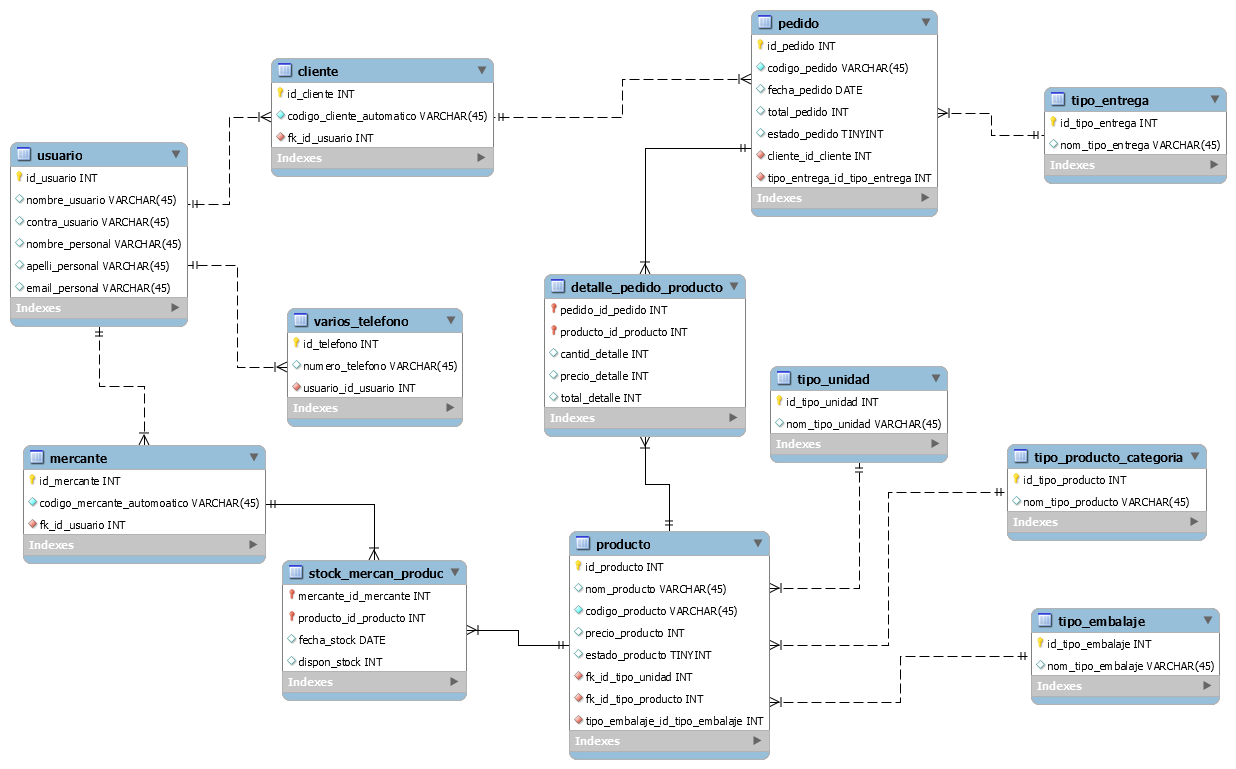 pedido
id_pedido INT
codigo_pedido VARCHAR(45)
fecha_pedido DATE
total_pedido INT
estado_pedido TINYINT
cliente_id_cliente INT
tipo_entrega_id_tipo_entrega INT
Indexes
cliente
id_cliente INT
codigo_cliente_automatico VARCHAR(45)
fk_id_usuario INT
Indexes
tipo_entrega
id_tipo_entrega INT
nom_tipo_entrega VARCHAR(45)
Indexes
usuario
id_usuario INT
nombre_usuario VARCHAR(45)
contra_usuario VARCHAR(45)
nombre_personal VARCHAR(45)
apelli_personal VARCHAR(45)
email_personal VARCHAR(45)
Indexes
detalle_pedido_producto
pedido_id_pedido INT
producto_id_producto INT
cantid_detalle INT
precio_detalle INT
total_detalle INT
Indexes
varios_telefono
id_telefono INT
numero_telefono VARCHAR(45)
usuario_id_usuario INT
Indexes
tipo_unidad
id_tipo_unidad INT
nom_tipo_unidad VARCHAR(45)
Indexes
mercante
id_mercante INT
codigo_mercante_automoatico VARCHAR(45)
fk_id_usuario INT
Indexes
tipo_producto_categoria
id_tipo_producto INT
nom_tipo_producto VARCHAR(45)
Indexes
producto
id_producto INT
nom_producto VARCHAR(45)
codigo_producto VARCHAR(45)
precio_producto INT
estado_producto TINYINT
fk_id_tipo_unidad INT
fk_id_tipo_producto INT
tipo_embalaje_id_tipo_embalaje INT
Indexes
stock_mercan_produc
mercante_id_mercante INT
producto_id_producto INT
fecha_stock DATE
dispon_stock INT
Indexes
tipo_embalaje
id_tipo_embalaje INT
nom_tipo_embalaje VARCHAR(45)
Indexes